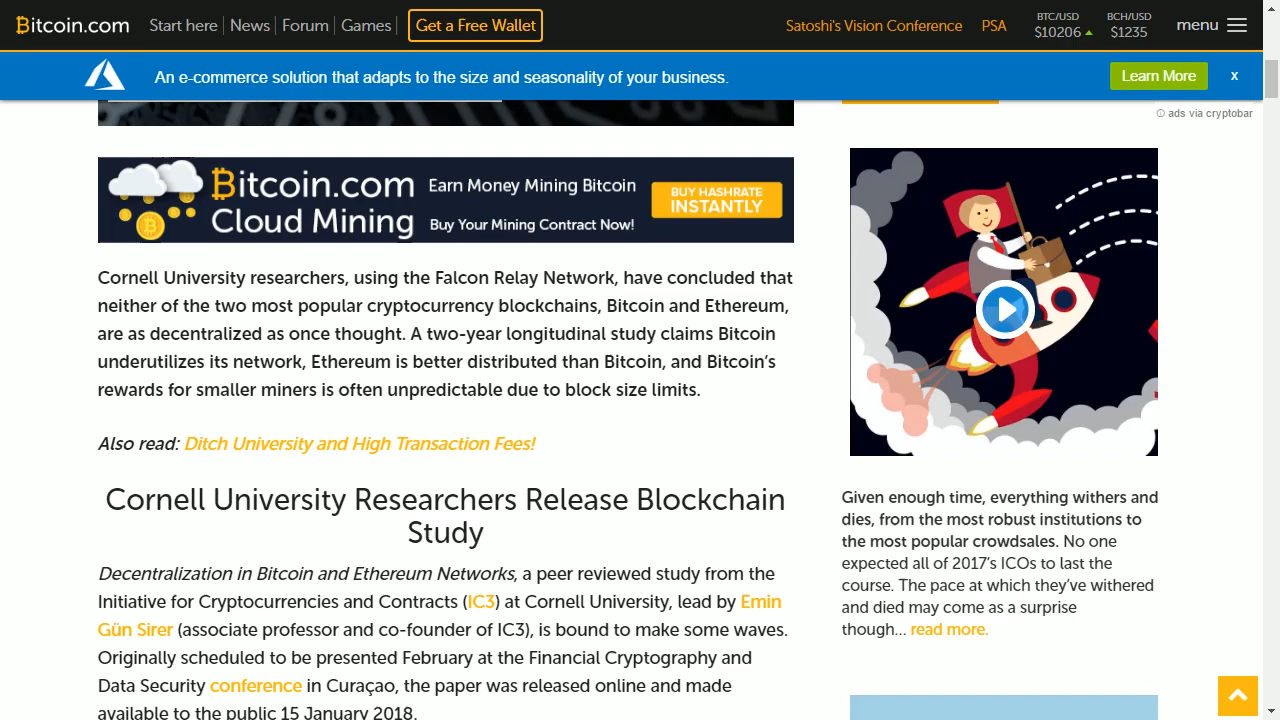 Bitcoin.com
Start here News Forum Games Get a Free Wallet Satoshi's Vision Conference PSA
BTC/USD
$10206
BCH/USD
$1235
menu
An e-commerce solution that adapts to the size and seasonality of your business. Learn More x
ads via cryptobar
Bitcoin.com
Cloud Mining
Earn Money Mining Bitcoin
Buy Your Mining Contract Now!
BUY HASHRATE
INSTANTLY
Cornell University researchers, using the Falcon Relay Network, have concluded that
neither of the two most popular cryptocurrency blockchains, Bitcoin and Ethereum,
are as decentralized as once thought. A two-year longitudinal study claims Bitcoin
underutilizes its network, Ethereum is better distributed than Bitcoin, and Bitcoin's
rewards for smaller miners is often unpredictable due to block size limits.
Also read: Ditch University and High Transaction Fees!
Cornell University Researchers Release Blockchain
Study
Decentralization in Bitcoin and Ethereum Networks, a peer reviewed study from the
Initiative for Cryptocurrencies and Contracts (IC3) at Cornell University, lead by Emin
Gün Sirer (associate professor and co-founder of IC3), is bound to make some waves.
Originally scheduled to be presented February at the Financial Cryptography and
Data Security conference in Curaçao, the paper was released online and made
available to the public 15 January 2018.
Given enough time, everything withers and
dies, from the most robust institutions to
the most popular crowdsales. No one
expected all of 2017's ICOs to last the
course. The pace at which they've withered
and died may come as a surprise
though... read more.